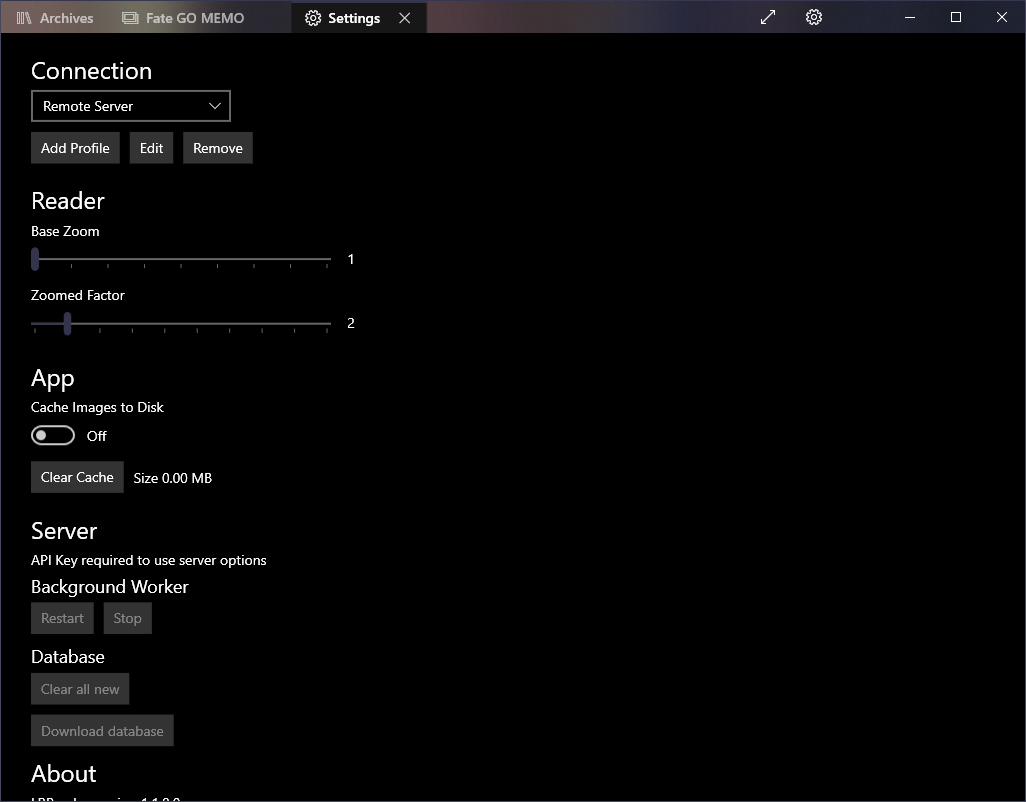 Archives
Fate GO MEMO
Settings
Connection
Remote Server
Add Profile Edit Remove
Reader
Base Zoom
1
Zoomed Factor
2
App
Cache Images to Disk
Off
Clear Cache Size 0.00 MB
Server
API Key required to use server options
Background Worker
Restart Stop
Database
Clear all new
Download database
About